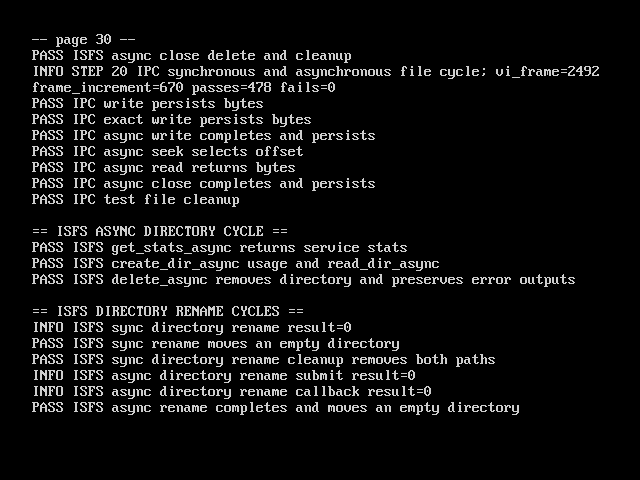 -- page 30 --
PASS ISFS async close delete and cleanup
INFO STEP 20 IPC synchronous and asynchronous file cycle; vi_frame=2492
frame_increment=670 passes=478 fails=0
PASS IPC write persists bytes
PASS IPC exact write persists bytes
PASS IPC async write completes and persists
PASS IPC async seek selects offset
PASS IPC async read returns bytes
PASS IPC async close completes and persists
PASS IPC test file cleanup
== ISFS ASYNC DIRECTORY CYCLE ==
PASS ISFS get_stats_async returns service stats
PASS ISFS create_dir_async usage and read_dir_async
PASS ISFS delete_async removes directory and preserves error outputs
== ISFS DIRECTORY RENAME CYCLES ==
INFO ISFS sync directory rename result=0
PASS ISFS sync rename moves an empty directory
PASS ISFS sync directory rename cleanup removes both paths
INFO ISFS async directory rename submit result=0
INFO ISFS async directory rename callback result=0
PASS ISFS async rename completes and moves an empty directory